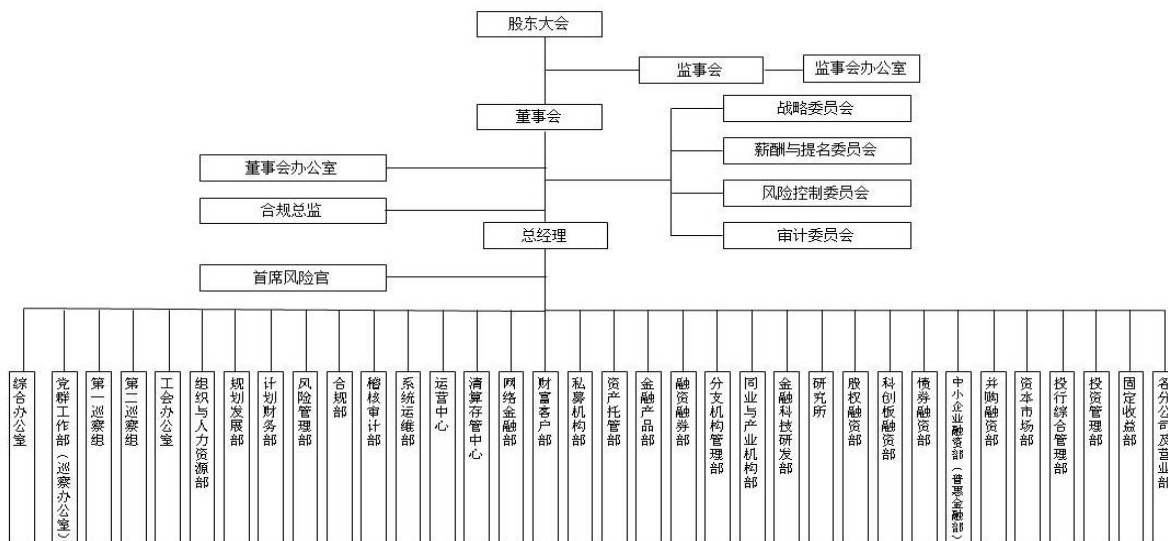 股东大会
监事会
监事会办公室
董事会
战略委员会
薪酬与提名委员会
董事会办公室
风险控制委员会
合规总监
总经理
审计委员会
首席风险官
综合办公室
党群工作部（巡察办公室）
第一巡察组
第二巡察组
工会办公室
组织与人力资源部
规划发展部
计划财务部
风险管理部
合规部
稽核审计部
系统运维部
运营中心
清算存管中心
网络金融部
财富客户部
私募机构部
资产托管部
金融产品部
融资融券部
分支机构管理部
同业与产业机构部
金融科技研发部
研究所
股权融资部
科创板融资部
债券融资部
中小企业融资部（普惠金融部）
并购融资部
资本市场部
投行综合管理部
投资管理部
固定收益部
各分公司及营业部